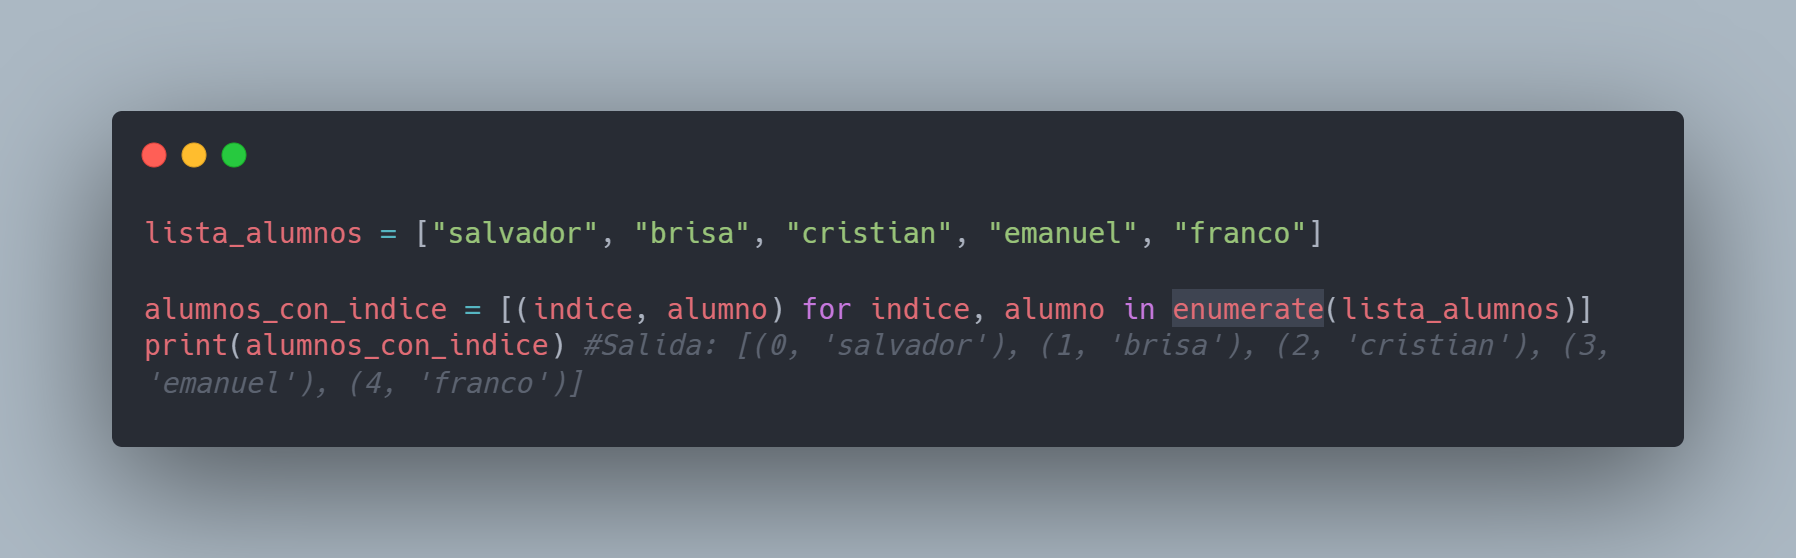 lista_alumnos = ["salvador", "brisa", "cristian", "emanuel", "franco"]
alumnos_con_indice = [(indice, alumno) for indice, alumno in enumerate(lista_alumnos)]
print(alumnos_con_indice) #Salida: [(0, 'salvador'), (1, 'brisa'), (2, 'cristian'), (3,
'emanuel'), (4, 'franco')]